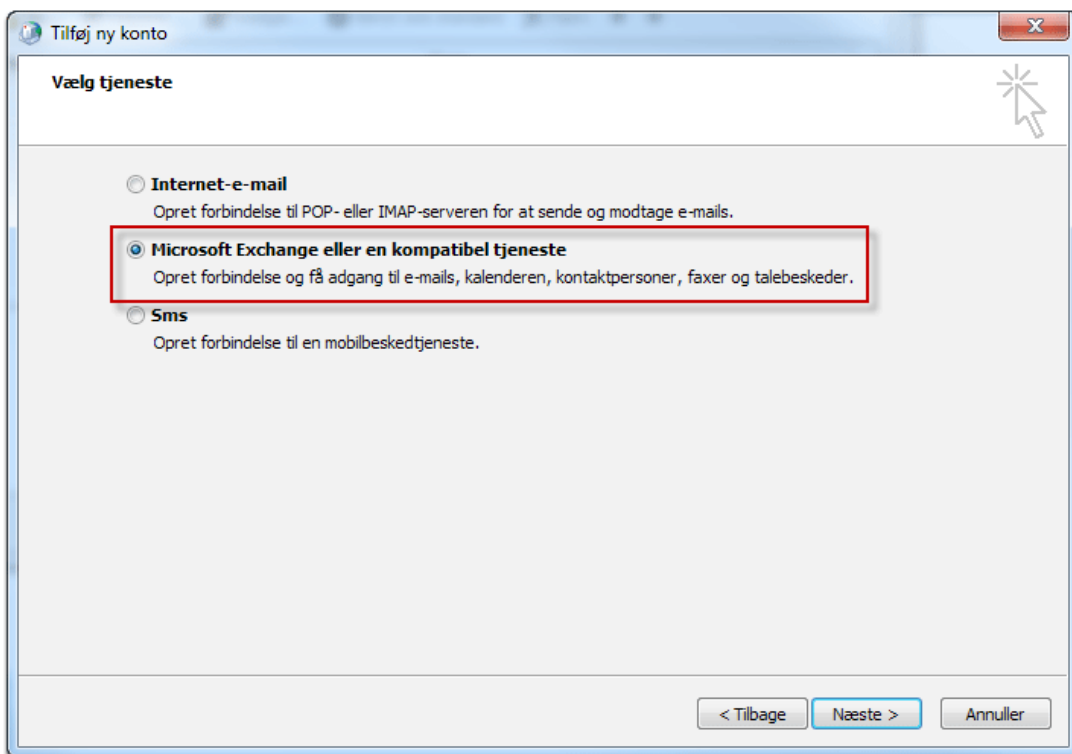 Tilføj ny konto
Vælg tjeneste
Internet-e-mail
Opret forbindelse til POP- eller IMAP-serveren for at sende og modtage e-mails.
Microsoft Exchange eller en kompatibel tjeneste
Opret forbindelse og få adgang til e-mails, kalenderen, kontaktpersoner, faxer og talebeskeder.
Sms
Opret forbindelse til en mobilbeskedtjeneste.
< Tilbage
Næste >
Annuller